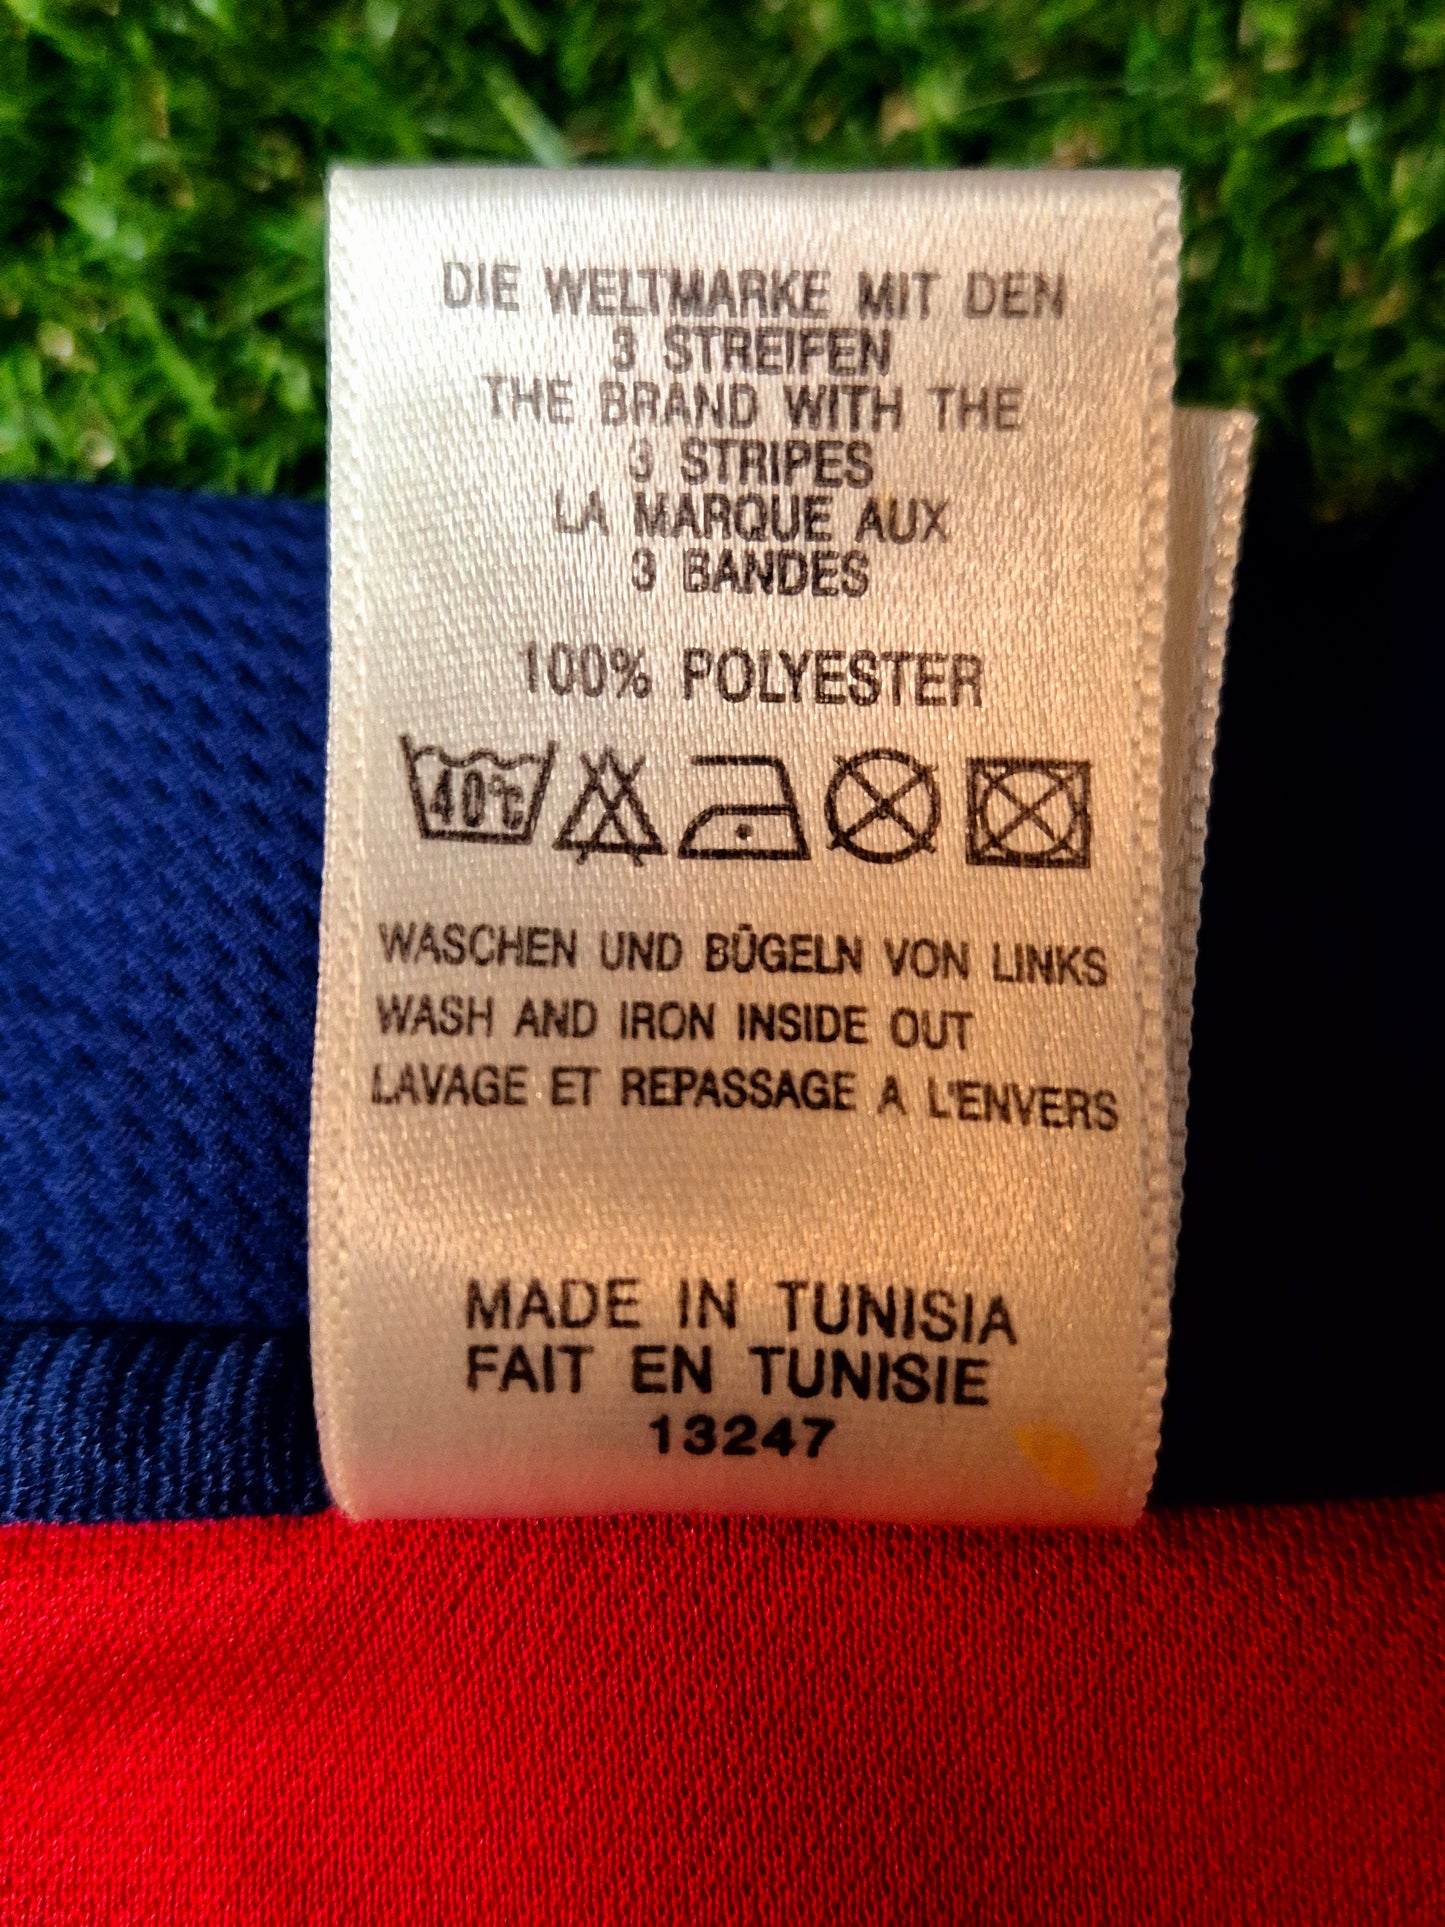 DIE WELTMARKE MIT DEN
3 STREIFEN
THE BRAND WITH THE
3 STRIPES
LA MARQUE AUX
3 BANDES
100% POLYESTER
40°C
WASCHEN UND BÜGELN VON LINKS
WASH AND IRON INSIDE OUT
LAVAGE ET REPASSAGE A L'ENVERS
MADE IN TUNISIA
FAIT EN TUNISIE
13247